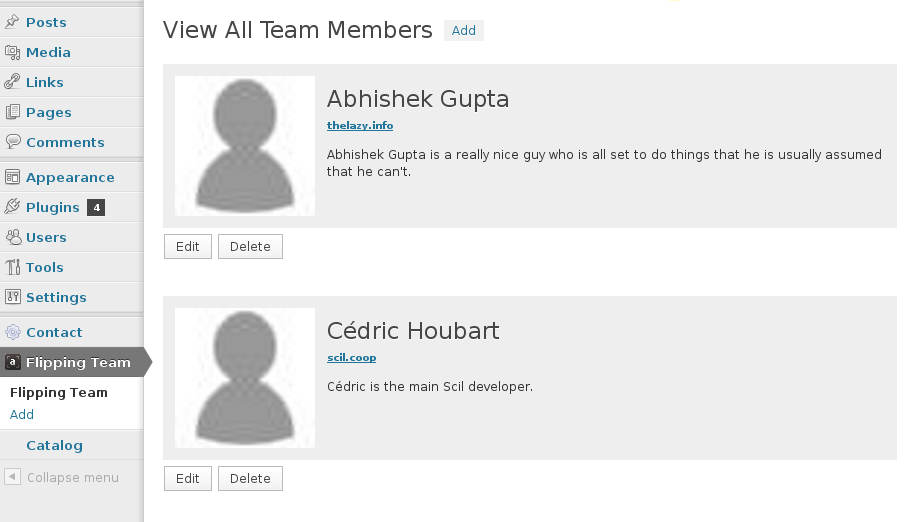 Posts
Media
Links
Pages
Comments
Appearance
Plugins 4
Users
Tools
Settings
Contact
Flipping Team
Flipping Team
Add
Catalog
Collapse menu
View All Team Members Add
Abhishek Gupta
thelazy.info
Abhishek Gupta is a really nice guy who is all set to do things that he is usually assumed
that he can't.
Edit Delete
Cédric Houbart
scil.coop
Cédric is the main Scil developer.
Edit Delete